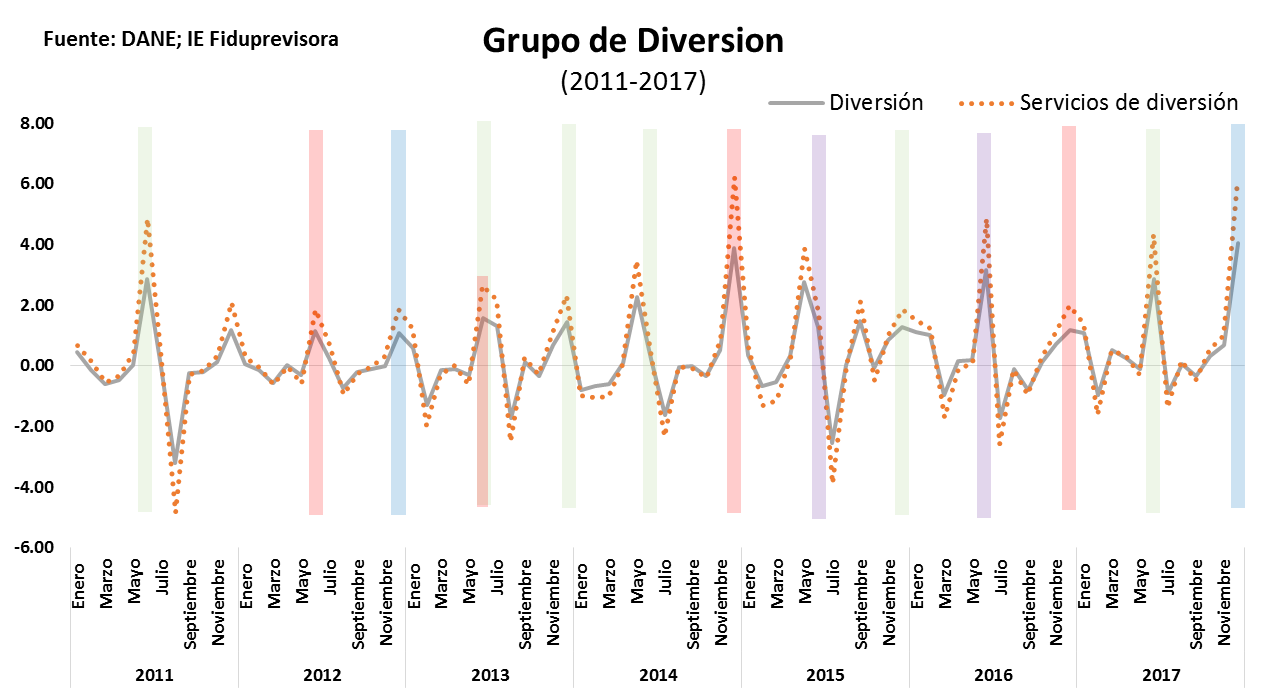 Fuente: DANE; IE Fiduprevisora
Grupo de Diversion
(2011-2017)
Diversión
Servicios de diversión
8.00
6.00
4.00
2.00
0.00
-2.00
-4.00
-6.00
Enero
Marzo
Mayo
Julio
Septiembre
Noviembre
Enero
Marzo
Mayo
Julio
Septiembre
Noviembre
Enero
Marzo
Mayo
Julio
Septiembre
Noviembre
Enero
Marzo
Mayo
Julio
Septiembre
Noviembre
Enero
Marzo
Mayo
Julio
Septiembre
Noviembre
Enero
Marzo
Mayo
Julio
Septiembre
Noviembre
Enero
Marzo
Mayo
Julio
Septiembre
Noviembre
2011
2012
2013
2014
2015
2016
2017